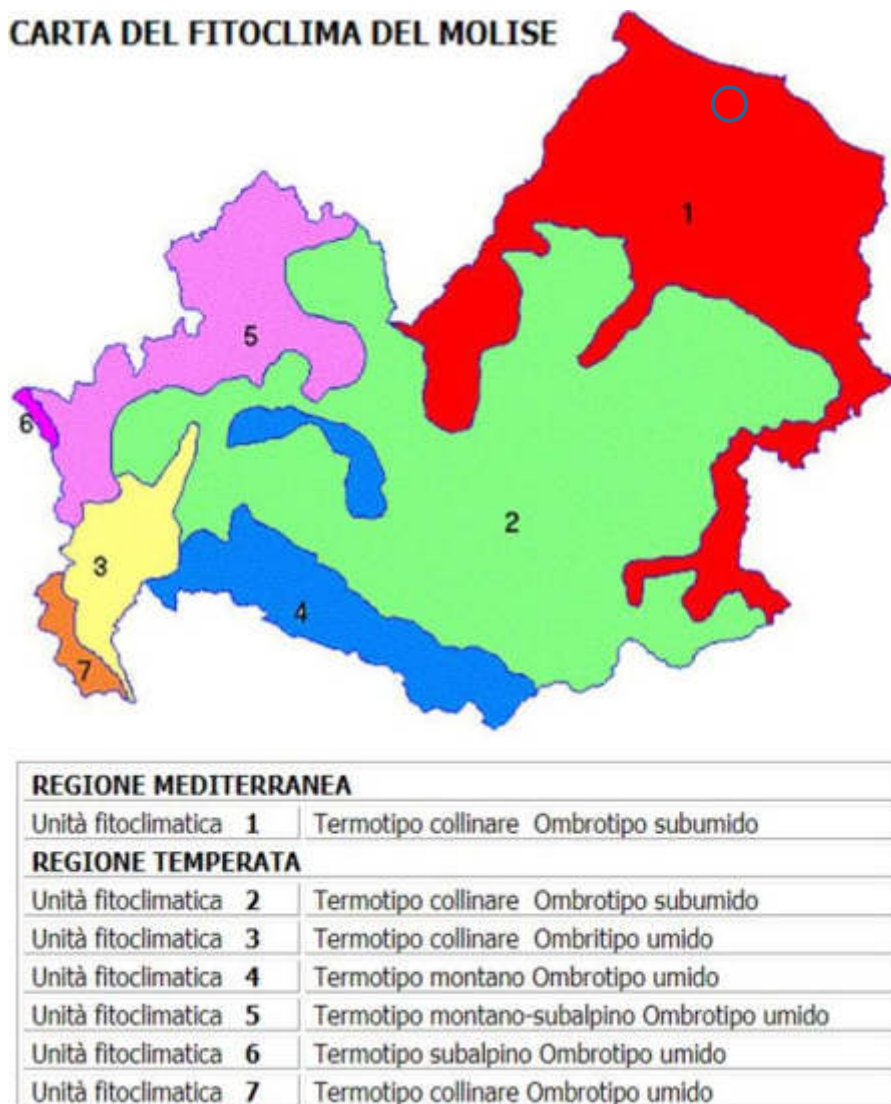 CARTA DEL FITOCLIMA DEL MOLISE
1
5
6
2
3
4
7
REGIONE MEDITERRANEA
Unità fitoclimatica 1 Termotipo collinare Ombrotipo subumido
REGIONE TEMPERATA
Unità fitoclimatica 2 Termotipo collinare Ombrotipo subumido
Unità fitoclimatica 3 Termotipo collinare Ombritipo umido
Unità fitoclimatica 4 Termotipo montano Ombrotipo umido
Unità fitoclimatica 5 Termotipo montano-subalpino Ombrotipo umido
Unità fitoclimatica 6 Termotipo subalpino Ombrotipo umido
Unità fitoclimatica 7 Termotipo collinare Ombrotipo umido